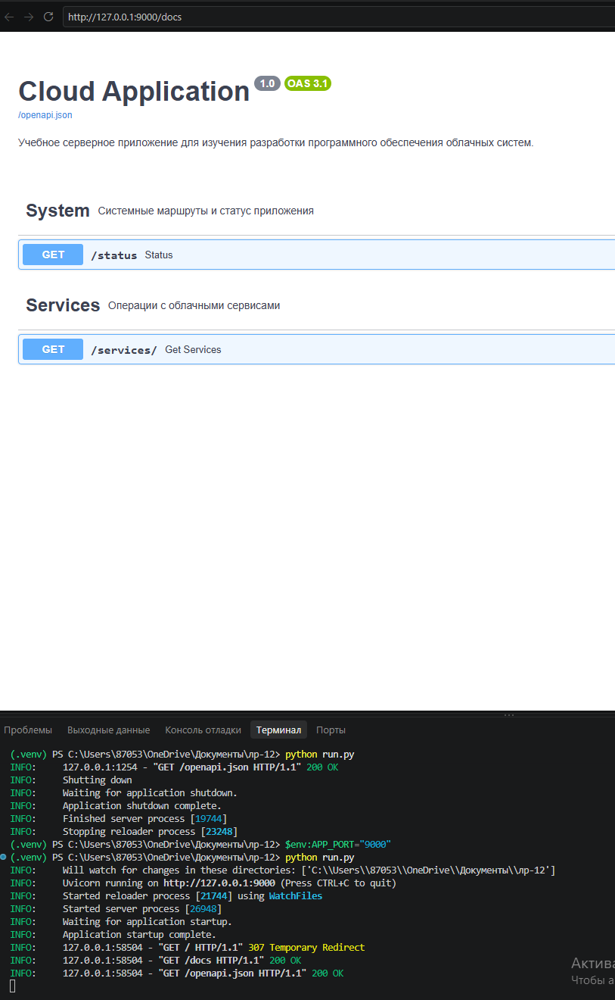 http://127.0.0.1:9000/docs
Cloud Application 1.0 OAS 3.1
/openapi.json
Учебное серверное приложение для изучения разработки программного обеспечения облачных систем.
System Системные маршруты и статус приложения
GET /status Status
Services Операции с облачными сервисами
GET /services/ Get Services
Проблемы Выходные данные Консоль отладки Терминал Порты
(.venv) PS C:\Users\87053\OneDrive\Документы\лр-12> python run.py
INFO: 127.0.0.1:1254 - "GET /openapi.json HTTP/1.1" 200 OK
INFO: Shutting down
INFO: Waiting for application shutdown.
INFO: Application shutdown complete.
INFO: Finished server process [19744]
INFO: Stopping reloader process [23248]
(.venv) PS C:\Users\87053\OneDrive\Документы\лр-12> $env:APP_PORT="9000"
(.venv) PS C:\Users\87053\OneDrive\Документы\лр-12> python run.py
INFO: Will watch for changes in these directories: ['C:\\Users\\87053\\OneDrive\\Документы\\лр-12']
INFO: Uvicorn running on http://127.0.0.1:9000 (Press CTRL+C to quit)
INFO: Started reloader process [21744] using WatchFiles
INFO: Started server process [26948]
INFO: Waiting for application startup.
INFO: Application startup complete.
INFO: 127.0.0.1:58504 - "GET / HTTP/1.1" 307 Temporary Redirect
INFO: 127.0.0.1:58504 - "GET /docs HTTP/1.1" 200 OK
INFO: 127.0.0.1:58504 - "GET /openapi.json HTTP/1.1" 200 OK
Актива
Чтобы а